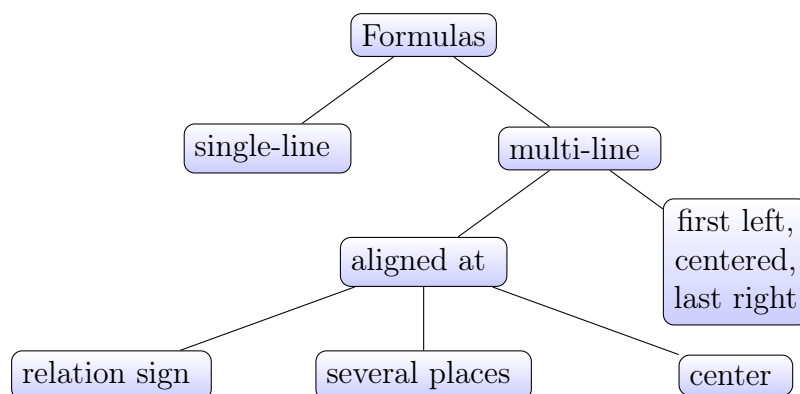 Formulas
single-line
multi-line
first left,
centered,
last right
aligned at
relation sign
several places
center